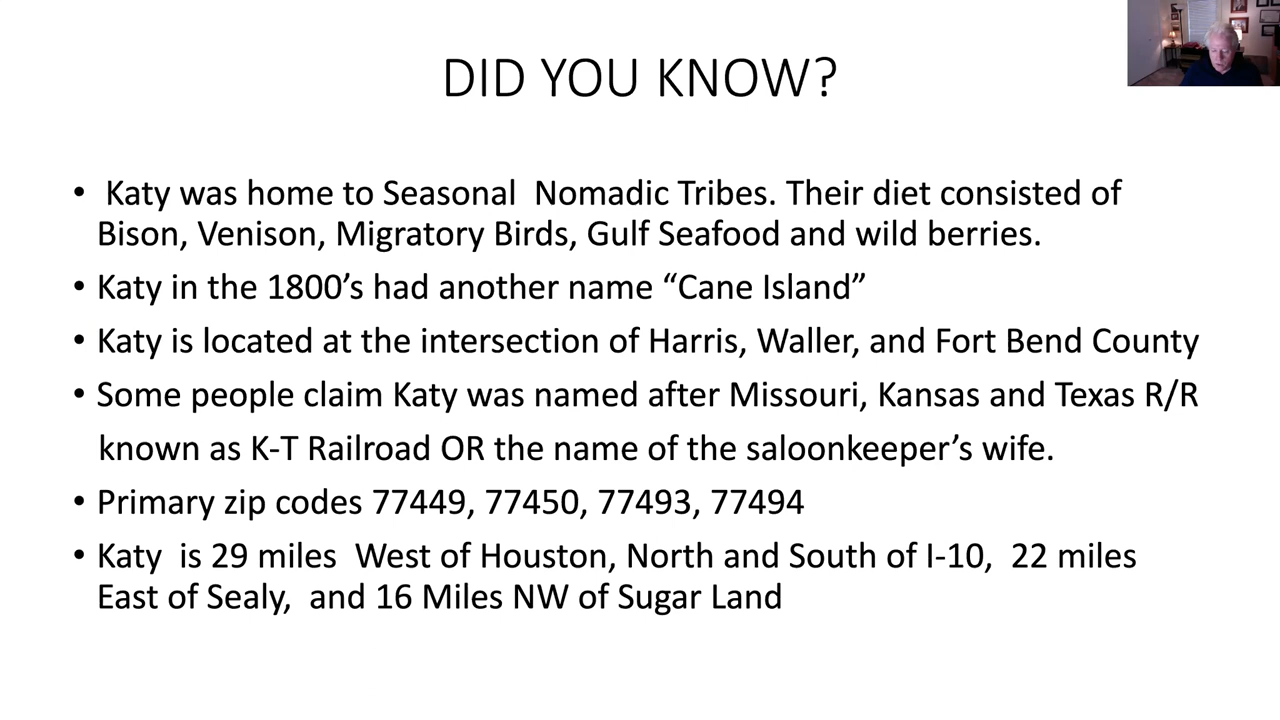 DID YOU KNOW?
• Katy was home to Seasonal Nomadic Tribes. Their diet consisted of
Bison, Venison, Migratory Birds, Gulf Seafood and wild berries.
• Katy in the 1800’s had another name “Cane Island”
• Katy is located at the intersection of Harris, Waller, and Fort Bend County
• Some people claim Katy was named after Missouri, Kansas and Texas R/R
known as K-T Railroad OR the name of the saloonkeeper’s wife.
• Primary zip codes 77449, 77450, 77493, 77494
• Katy is 29 miles West of Houston, North and South of I-10, 22 miles
East of Sealy, and 16 Miles NW of Sugar Land